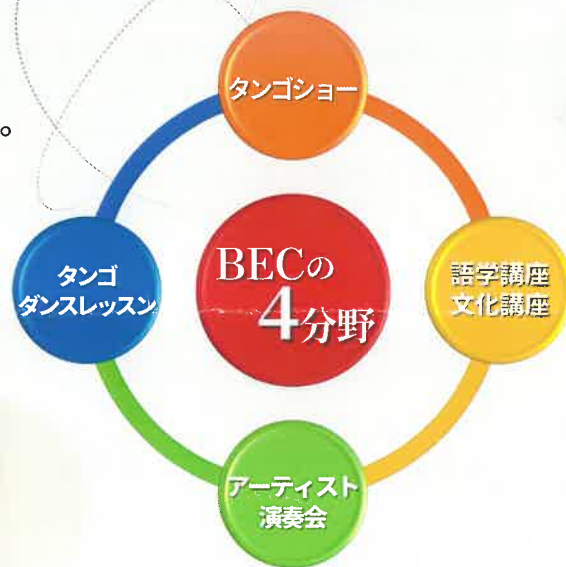 。
タンゴショー
タンゴ
ダンスレッスン
BECの
4分野
語学講座
文化講座
アーティスト
演奏会